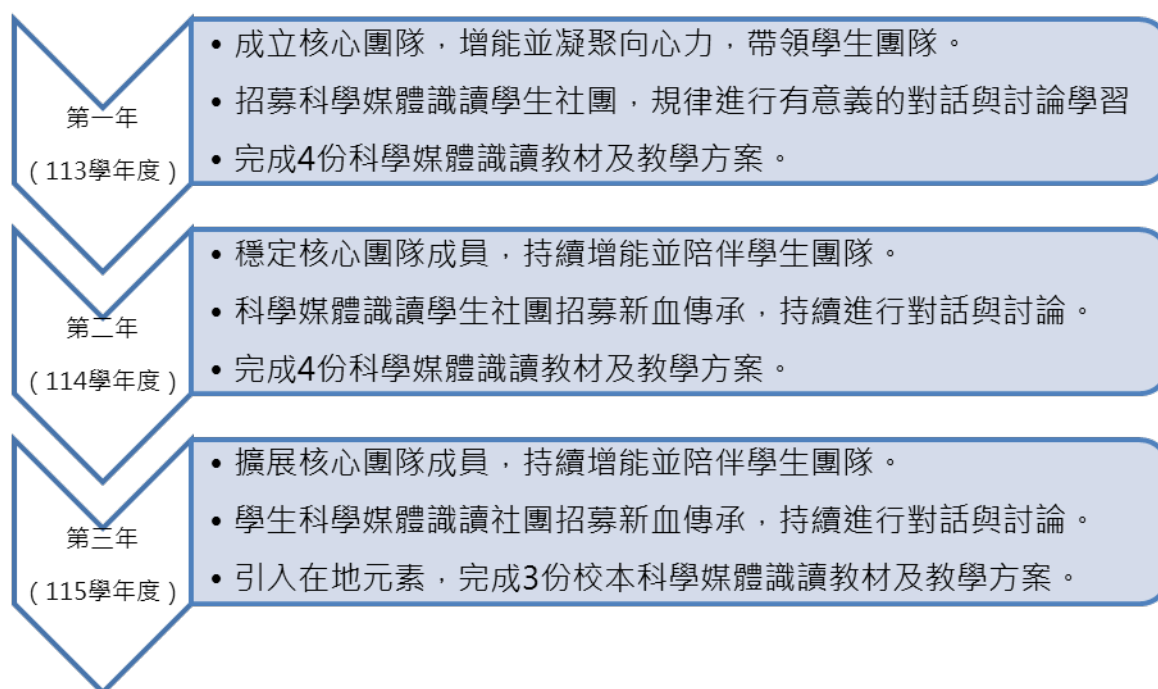 第一年
(113學年度)
• 成立核心團隊，增能並凝聚向心力，帶領學生團隊。
• 招募科學媒體識讀學生社團，規律進行有意義的對話與討論學習
• 完成4份科學媒體識讀教材及教學方案。
第二年
(114學年度)
• 穩定核心團隊成員，持續增能並陪伴學生團隊。
• 科學媒體識讀學生社團招募新血傳承，持續進行對話與討論。
• 完成4份科學媒體識讀教材及教學方案。
第三年
(115學年度)
• 擴展核心團隊成員，持續增能並陪伴學生團隊。
• 學生科學媒體識讀社團招募新血傳承，持續進行對話與討論。
• 引入在地元素，完成3份校本科學媒體識讀教材及教學方案。